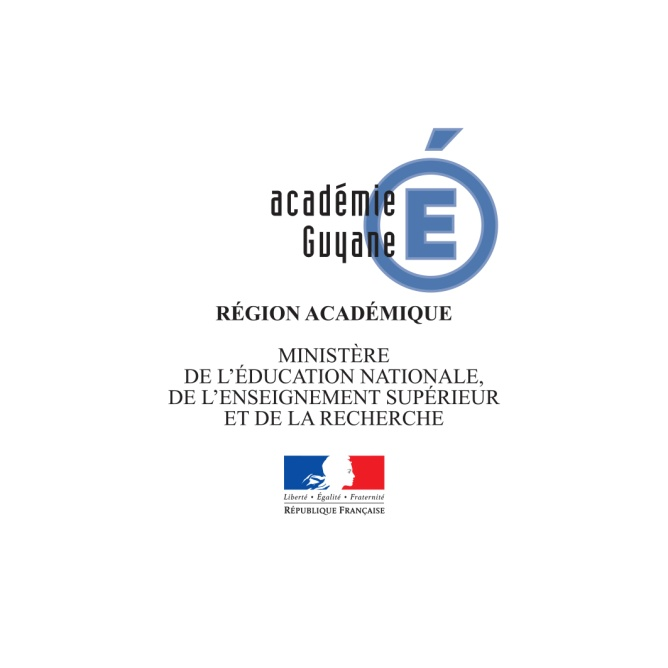 académie
Guyane
É
RÉGION ACADÉMIQUE
MINISTÈRE
DE L'ÉDUCATION NATIONALE,
DE L'ENSEIGNEMENT SUPÉRIEUR
ET DE LA RECHERCHE
Liberté • Égalité • Fraternité
RÉPUBLIQUE FRANÇAISE